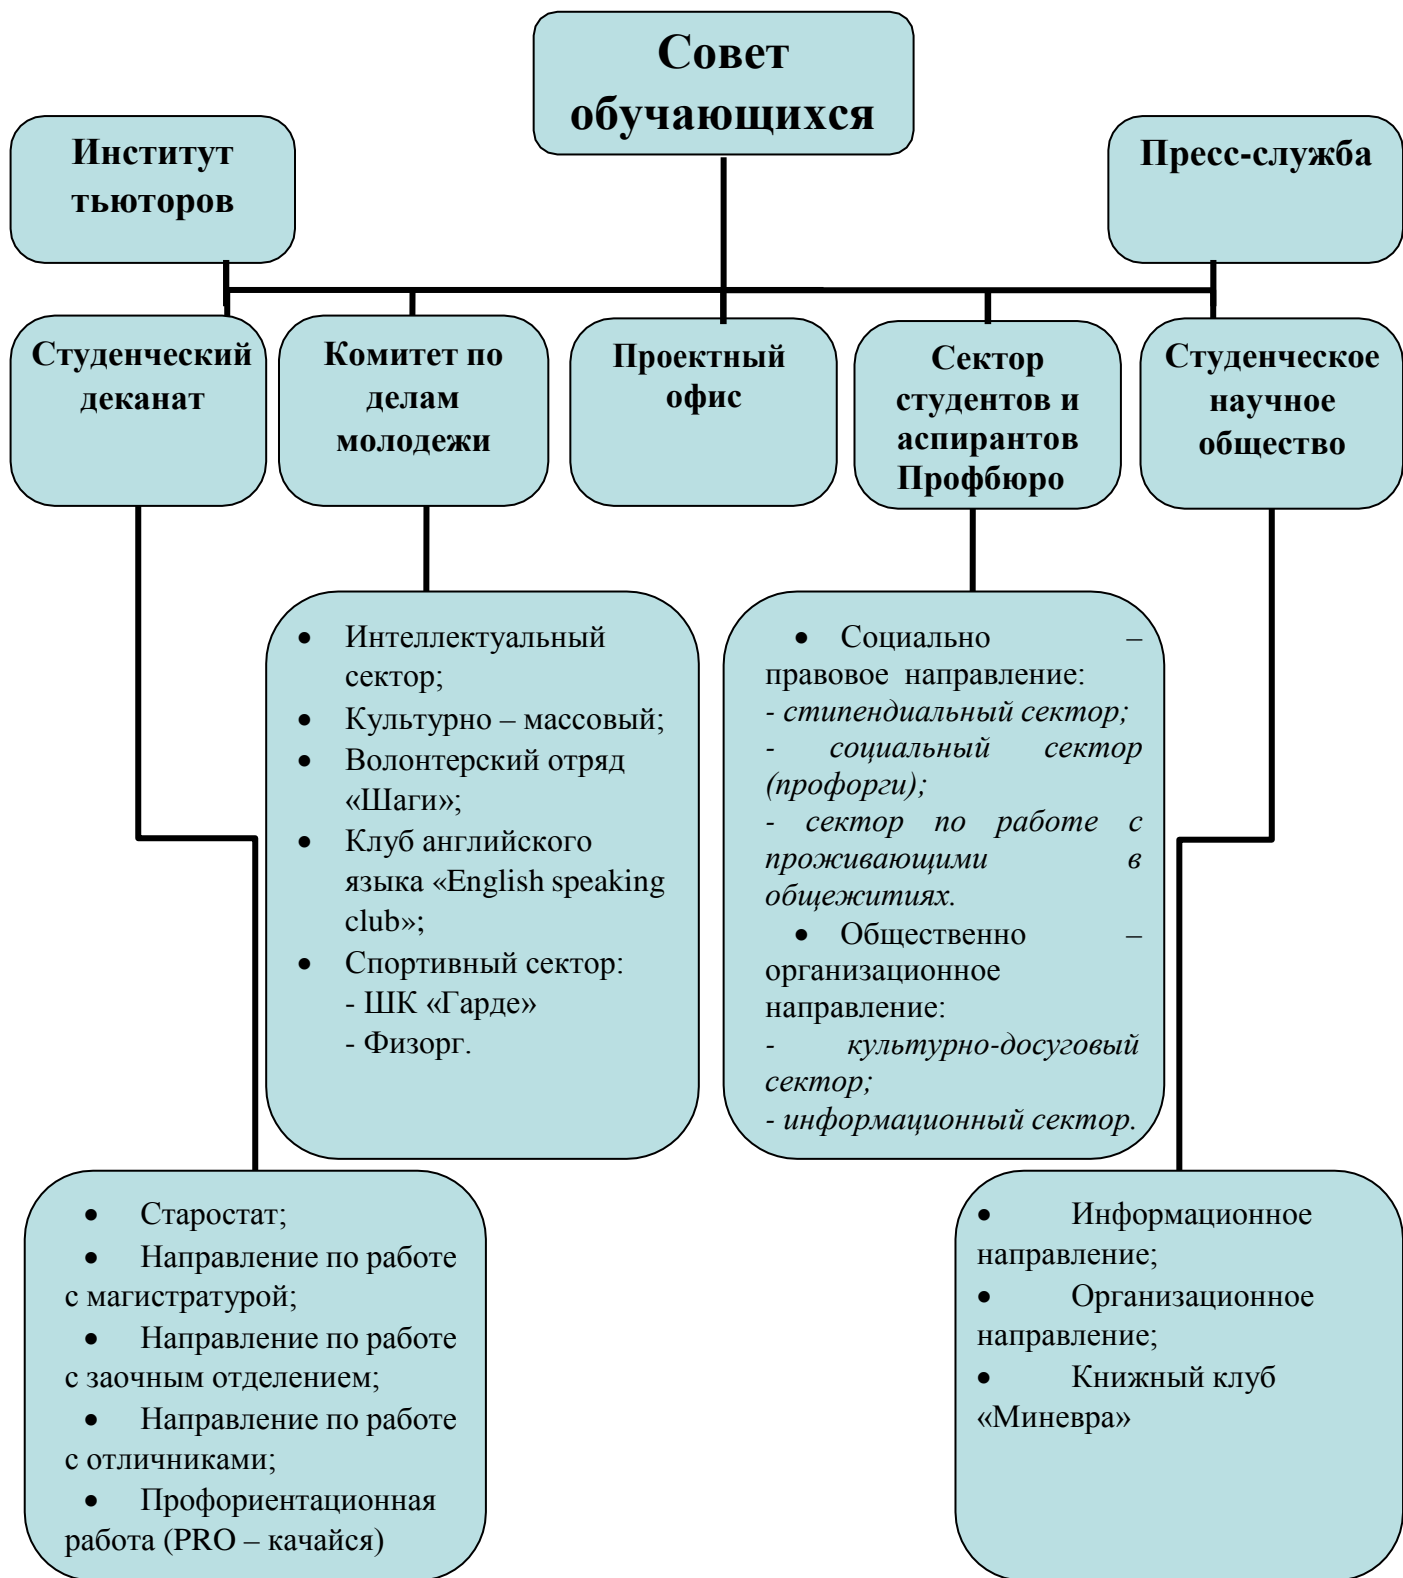 Совет
обучающихся
Институт
тьюторов
Пресс-служба
Студенческий
деканат
Комитет по
делам
молодежи
Проектный
офис
Сектор
студентов и
аспирантов
Профбюро
Студенческое
научное
общество
• Интеллектуальный
сектор;
• Культурно – массовый;
• Волонтерский отряд
«Шаги»;
• Клуб английского
языка «English speaking
club»;
• Спортивный сектор:
- ШК «Гарде»
- Физорг.
• Социально –
правовое направление:
- стипендиальный сектор;
- социальный сектор
(профорги);
- сектор по работе с
проживающими в
общежитиях.
• Общественно –
организационное
направление:
- культурно-досуговый
сектор;
- информационный сектор.
• Старостат;
• Направление по работе
с магистратурой;
• Направление по работе
с заочным отделением;
• Направление по работе
с отличниками;
• Профориентационная
работа (PRO – качайся)
• Информационное
направление;
• Организационное
направление;
• Книжный клуб
«Миневра»